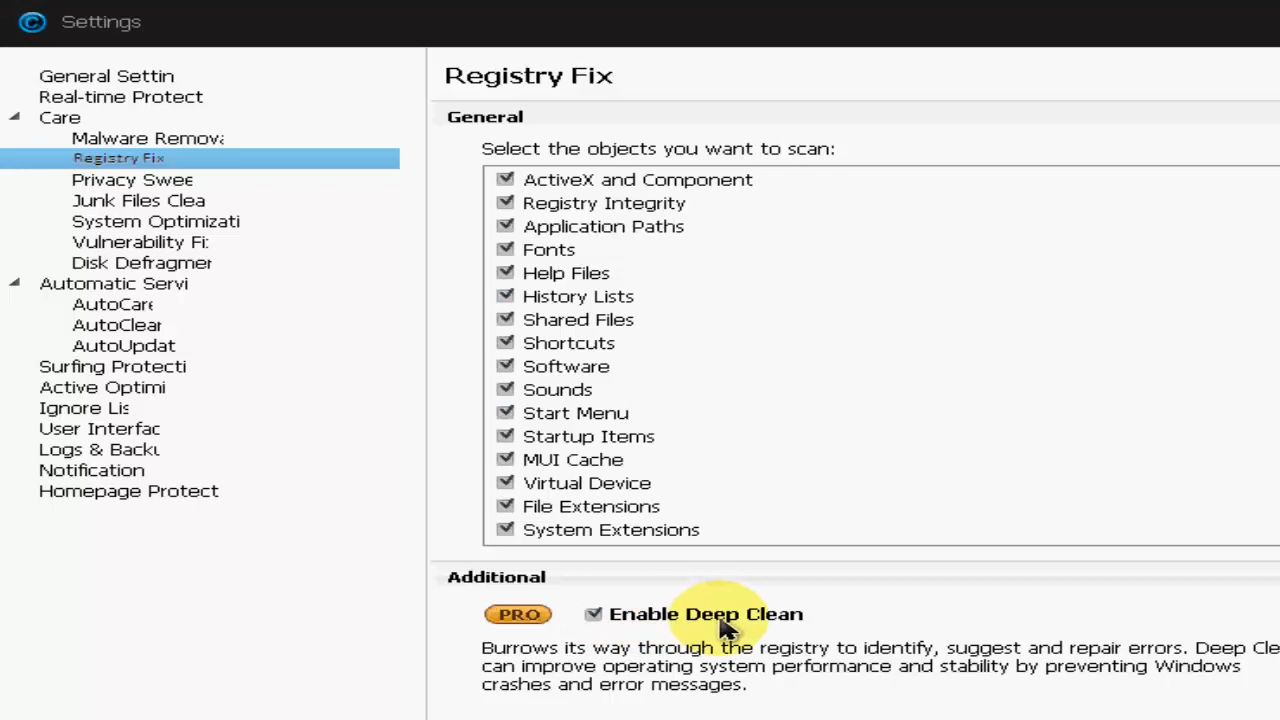 Settings
General Settin
Real-time Protect
Care
Malware Remova
Registry Fix
Privacy Swee
Junk Files Clea
System Optimizati
Vulnerability Fi
Disk Defragmer
Automatic Servi
AutoCare
AutoClear
AutoUpdat
Surfing Protecti
Active Optimi
Ignore Lis
User Interfac
Logs & Backu
Notification
Homepage Protect
Registry Fix
General
Select the objects you want to scan:
ActiveX and Component
Registry Integrity
Application Paths
Fonts
Help Files
History Lists
Shared Files
Shortcuts
Software
Sounds
Start Menu
Startup Items
MUI Cache
Virtual Device
File Extensions
System Extensions
Additional
PRO Enable Deep Clean
Burrows its way through the registry to identify, suggest and repair errors. Deep Cle
can improve operating system performance and stability by preventing Windows
crashes and error messages.